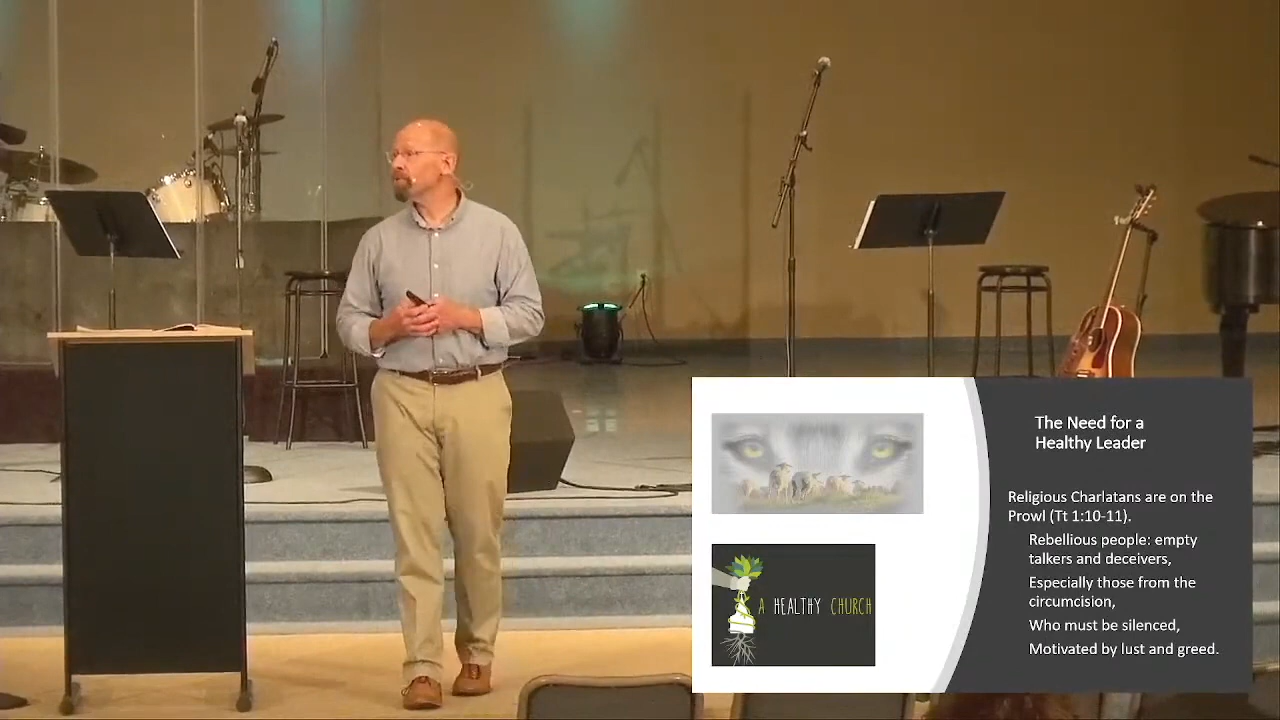 The Need for a
Healthy Leader
Religious Charlatans are on the
Prowl (Tt 1:10-11).
Rebellious people: empty
talkers and deceivers,
Especially those from the
circumcision,
Who must be silenced,
Motivated by lust and greed.
A HEALTHY CHURCH